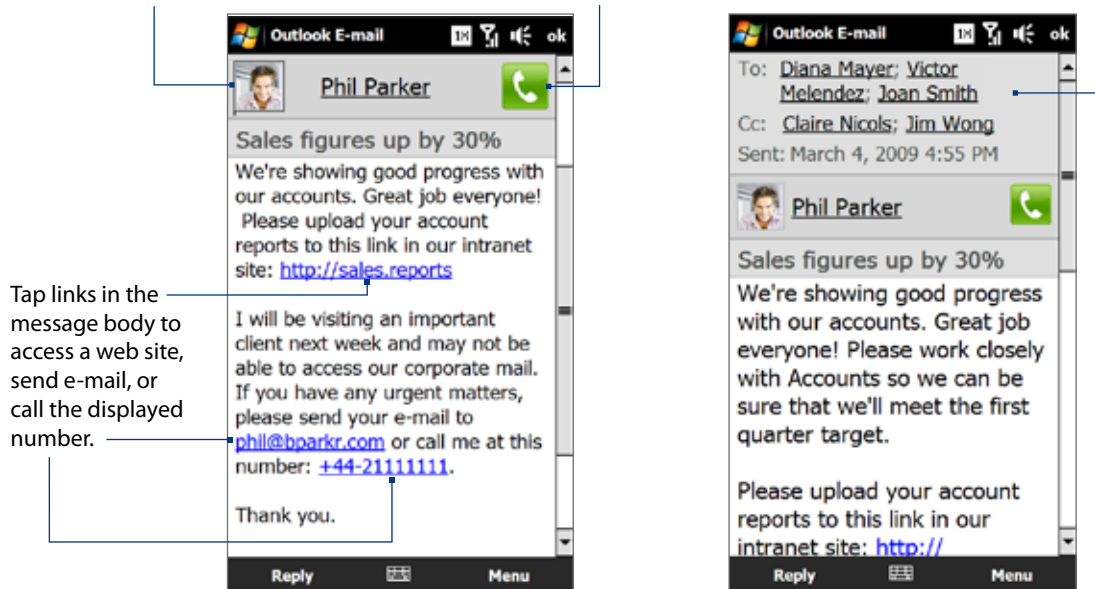 Outlook E-mail 1X ok
Phil Parker
Sales figures up by 30%
We're showing good progress with
our accounts. Great job everyone!
Please upload your account
reports to this link in our intranet
site: http://sales.reports
I will be visiting an important
client next week and may not be
able to access our corporate mail.
If you have any urgent matters,
please send your e-mail to
phil@bparkr.com or call me at this
number: +44-21111111.
Thank you.
Reply Menu
Tap links in the
message body to
access a web site,
send e-mail, or
call the displayed
number.
Outlook E-mail 1X ok
To: Diana Mayer; Victor
Melendez; Joan Smith
Cc: Claire Nicols; Jim Wong
Sent: March 4, 2009 4:55 PM
Phil Parker
Sales figures up by 30%
We're showing good progress
with our accounts. Great job
everyone! Please work closely
with Accounts so we can be
sure that we'll meet the first
quarter target.
Please upload your account
reports to this link in our
intranet site: http://
Reply Menu